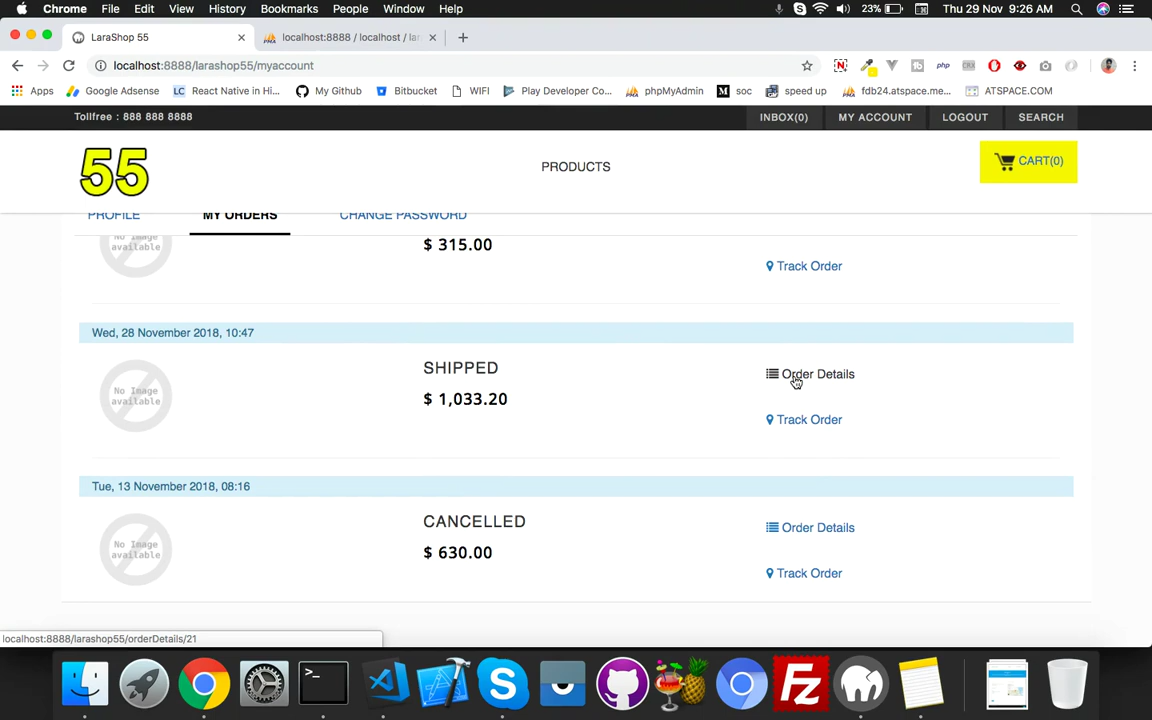 Chrome File Edit View History Bookmarks People Window Help 23% Thu 29 Nov 9:26 AM
LaraShop 55
localhost:8888 / localhost / lar
localhost:8888/larashop55/myaccount
Apps Google Adsense React Native in Hi... My Github Bitbucket WIFI Play Developer Co... phpMyAdmin soc speed up fdb24.atspace.me... ATSPACE.COM
Tollfree : 888 888 8888
INBOX(0) MY ACCOUNT LOGOUT SEARCH
55
PRODUCTS
CART(0)
PROFILE MY ORDERS CHANGE PASSWORD
No Image
available
$ 315.00
Track Order
Wed, 28 November 2018, 10:47
No Image
available
SHIPPED
$ 1,033.20
Order Details
Track Order
Tue, 13 November 2018, 08:16
No Image
available
CANCELLED
$ 630.00
Order Details
Track Order
localhost:8888/larashop55/orderDetails/21